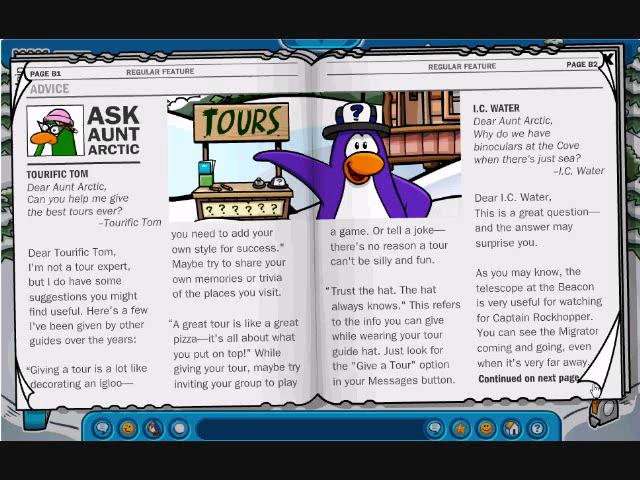 PAGE B1
REGULAR FEATURE
ADVICE
ASK
AUNT
ARCTIC
TOURIFIC TOM
Dear Aunt Arctic,
Can you help me give
the best tours ever?
–Tourific Tom
Dear Tourific Tom,
I'm not a tour expert,
but I do have some
suggestions you might
find useful. Here's a few
I've been given by other
guides over the years:
"Giving a tour is a lot like
decorating an igloo—
TOURS
? ? ? ? ? ?
?
you need to add your
own style for success."
Maybe try to share your
own memories or trivia
of the places you visit.
"A great tour is like a great
pizza—it's all about what
you put on top!" While
giving your tour, maybe try
inviting your group to play
REGULAR FEATURE
PAGE B2
a game. Or tell a joke—
there's no reason a tour
can't be silly and fun.
"Trust the hat. The hat
always knows." This refers
to the info you can give
while wearing your tour
guide hat. Just look for
the "Give a Tour" option
in your Messages button.
I.C. WATER
Dear Aunt Arctic,
Why do we have
binoculars at the Cove
when there's just sea?
–I.C. Water
Dear I.C. Water,
This is a great question—
and the answer may
surprise you.
As you may know, the
telescope at the Beacon
is very useful for watching
for Captain Rockhopper.
You can see the Migrator
coming and going, even
when it's very far away.
Continued on next page
?